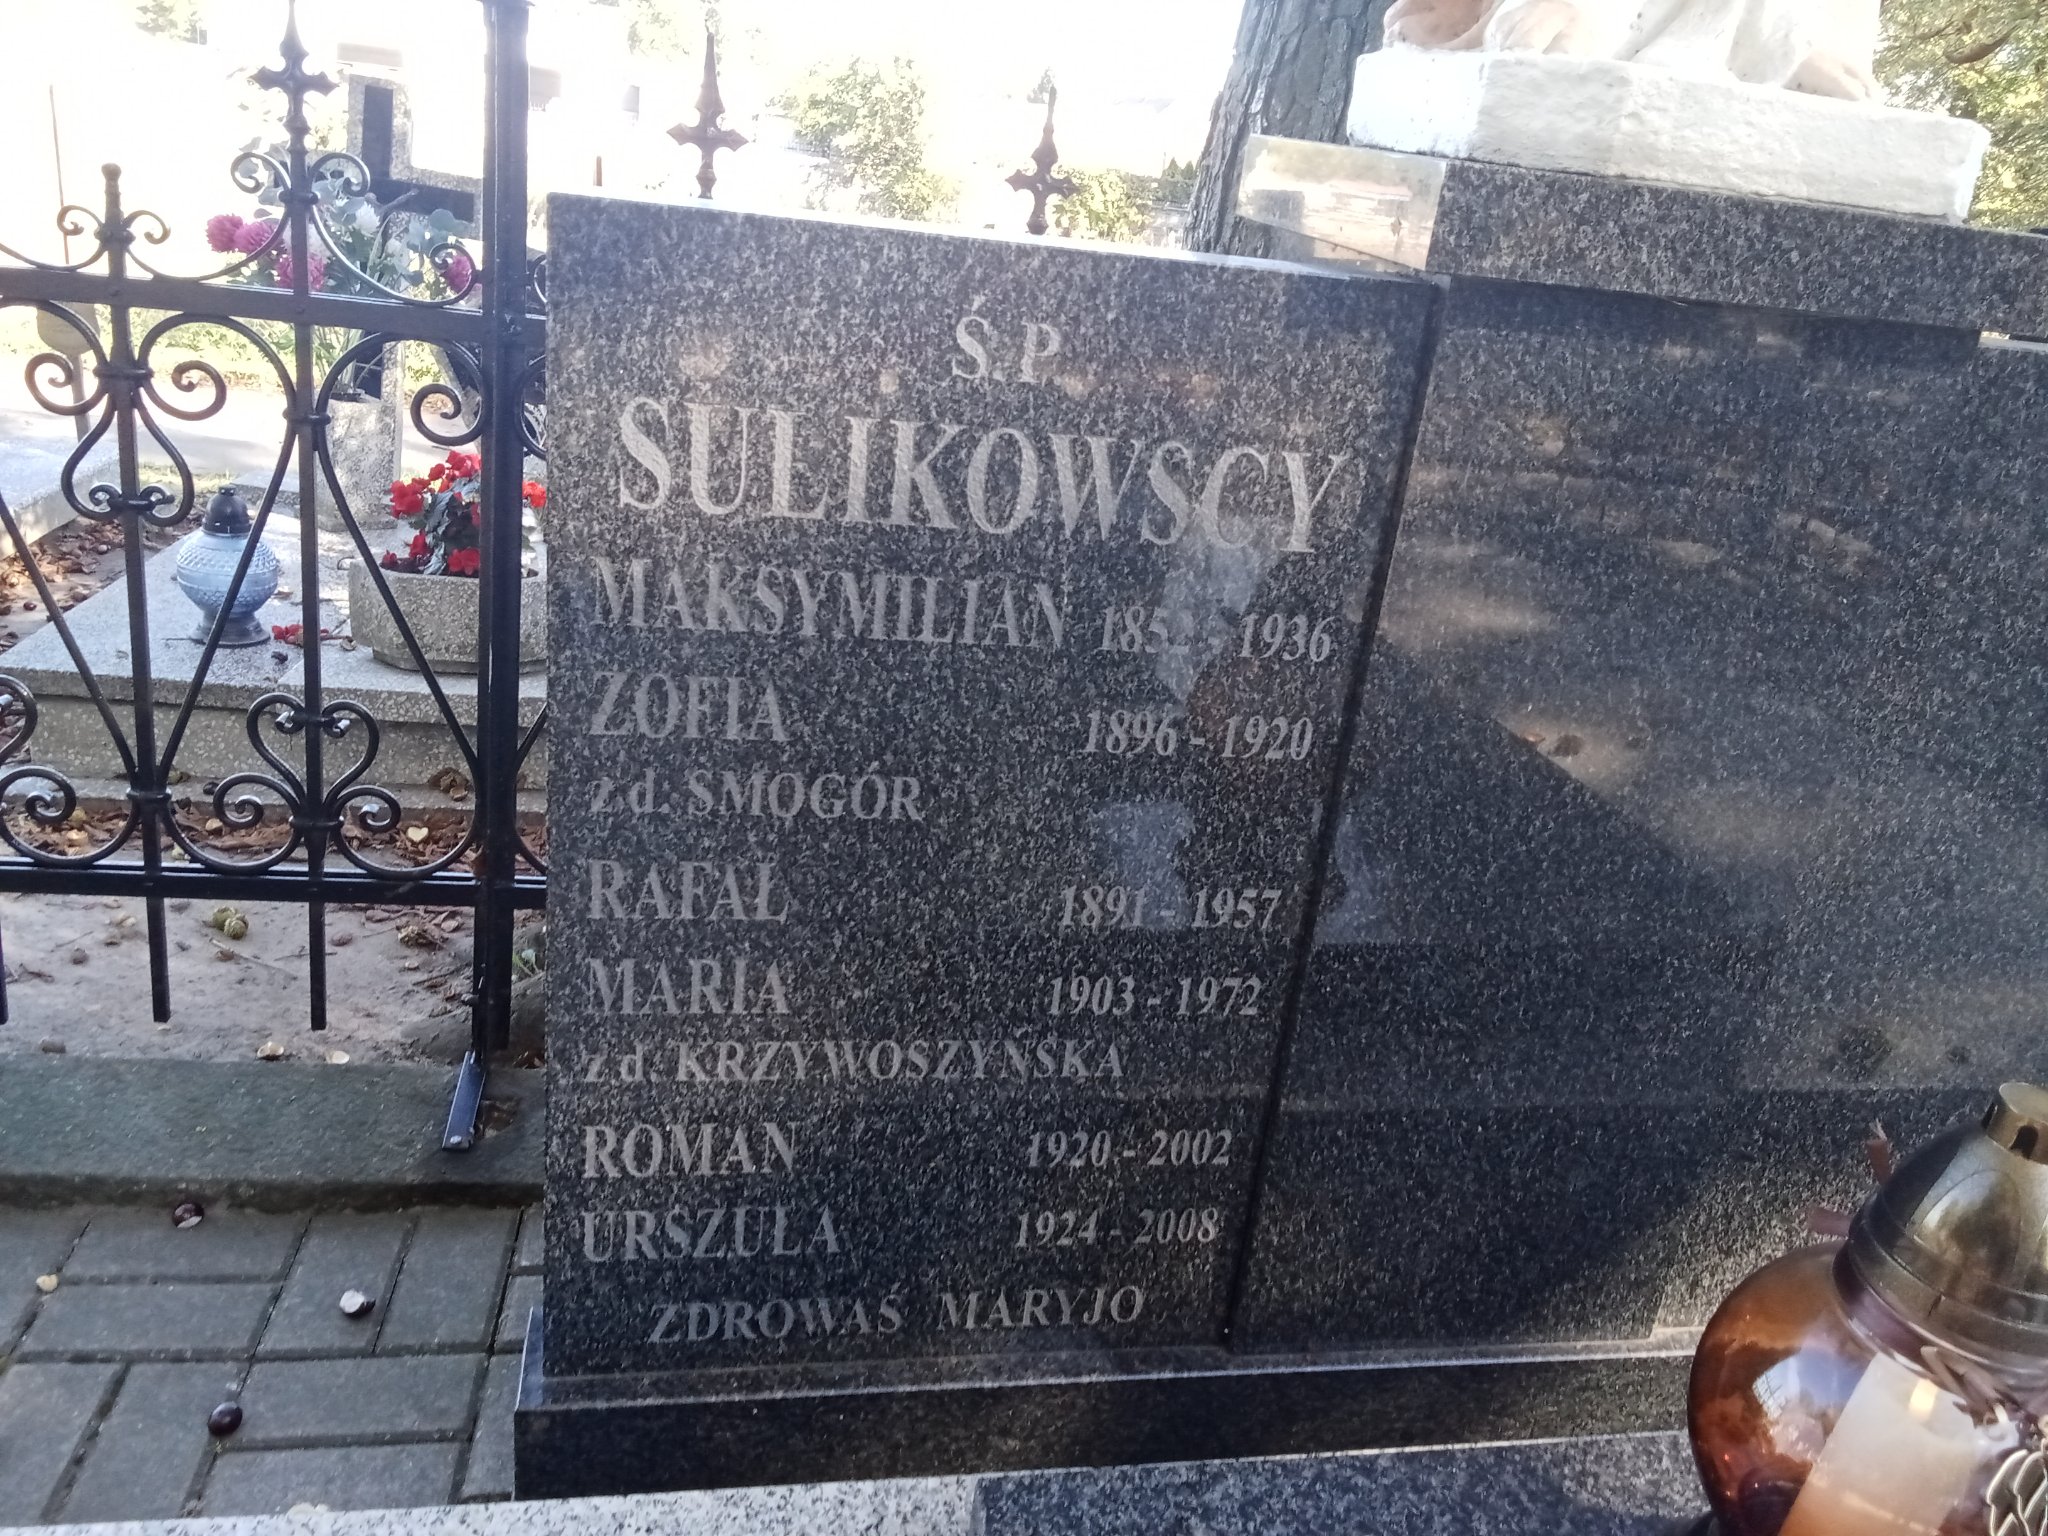 Ś.P.
SULIKOWSCY
MAKSYMILIAN - 1936
ZOFIA 1896 - 1920
z d. SMOGÓR
RAFAŁ 1891 - 1957
MARIA 1903 - 1972
z d. KRZYWOSZYŃSKA
ROMAN 1920 - 2002
URSZULA 1924 - 2008
ZDROWAŚ MARYJO